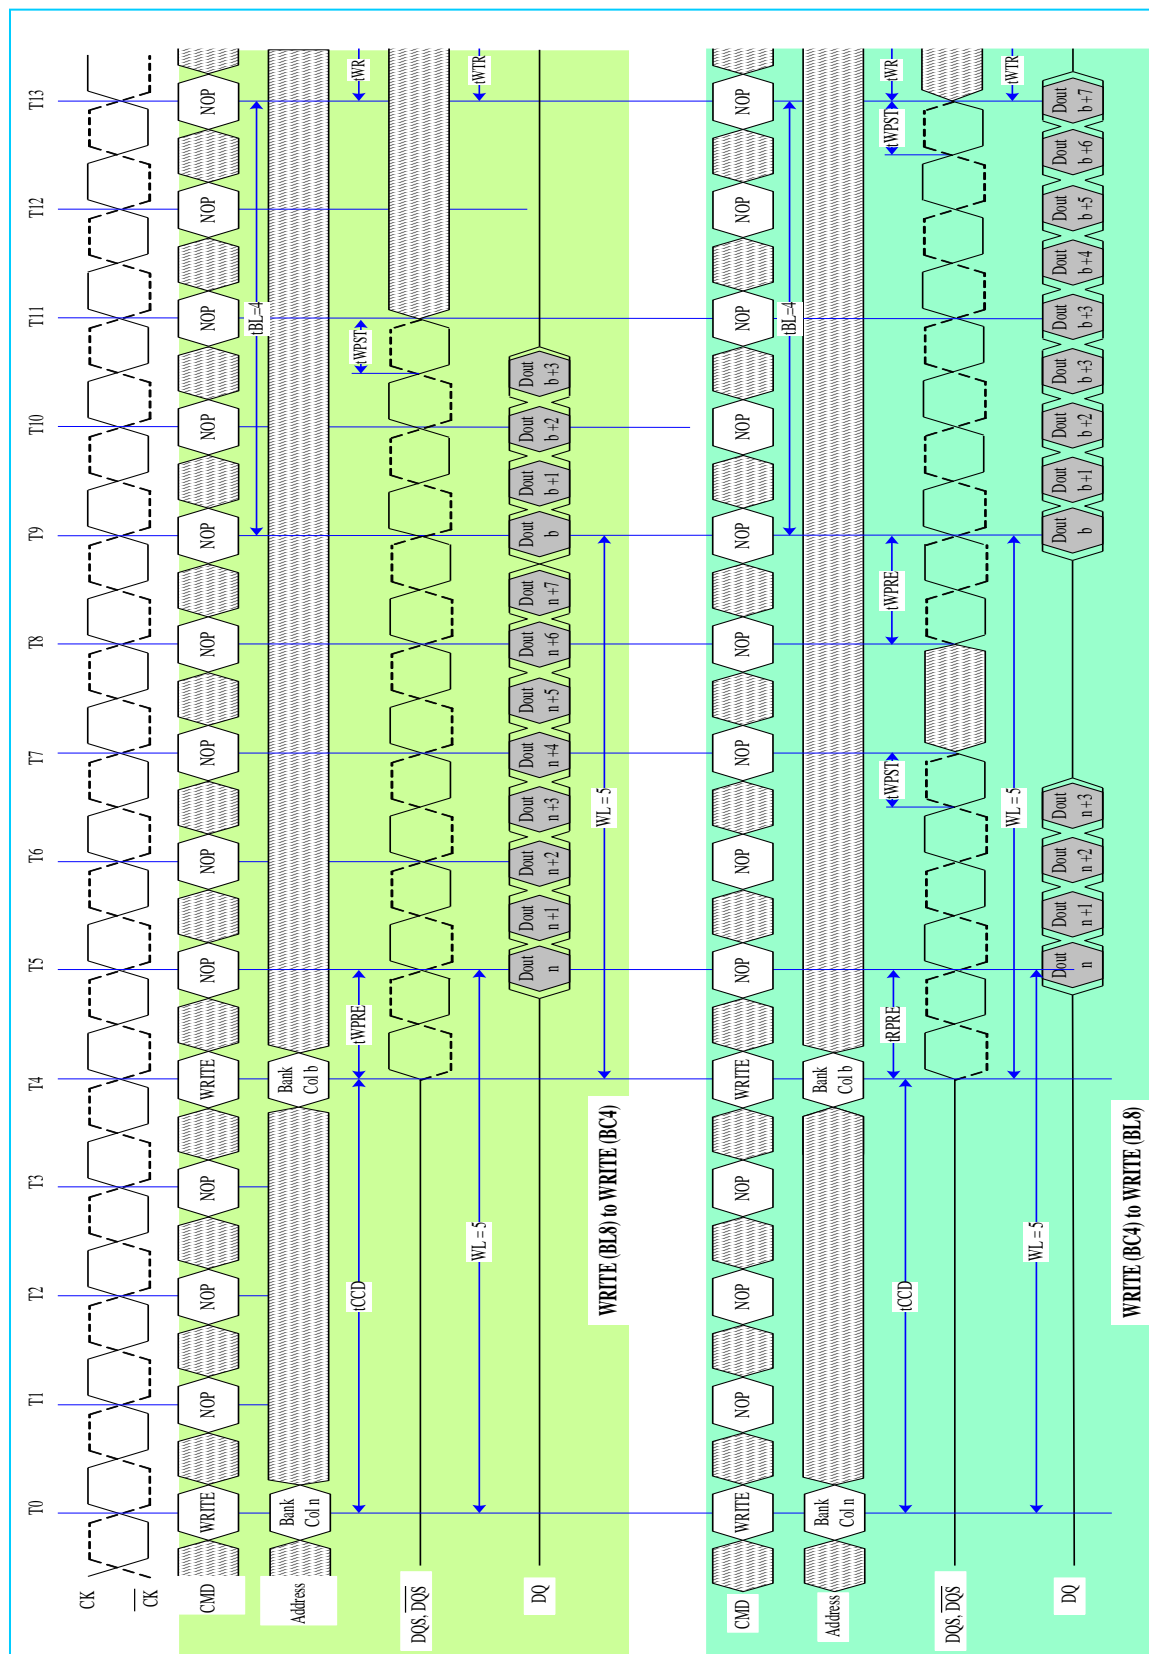 T0 T1 T2 T3 T4 T5 T6 T7 T8 T9 T10 T11 T12 T13
CK
CK
CMD WRITE NOP NOP NOP WRITE NOP NOP NOP NOP NOP NOP NOP NOP NOP
tBL=4
Bank Bank
Address Col n Col b
tCCD tWPRE tWPST tWR
DQS, DQS
WL = 5 tWTR
Dout Dout Dout Dout Dout Dout Dout Dout Dout Dout Dout Dout
DQ n n+1 n+2 n+3 n+4 n+5 n+6 n+7 b b+1 b+2 b+3
WL = 5
WRITE (BL8) to WRITE (BC4)
CMD WRITE NOP NOP NOP WRITE NOP NOP NOP NOP NOP NOP NOP NOP NOP
tBL=4
Bank Bank
Address Col n Col b
tCCD tRPRE tWPST tWPRE tWPST tWR
DQS, DQS
WL = 5 tWTR
WL = 5
Dout Dout Dout Dout Dout Dout Dout Dout Dout Dout Dout Dout Dout
DQ n n+1 n+2 n+3 b b+1 b+2 b+3 b+3 b+4 b+5 b+6 b+7
WRITE (BC4) to WRITE (BL8)